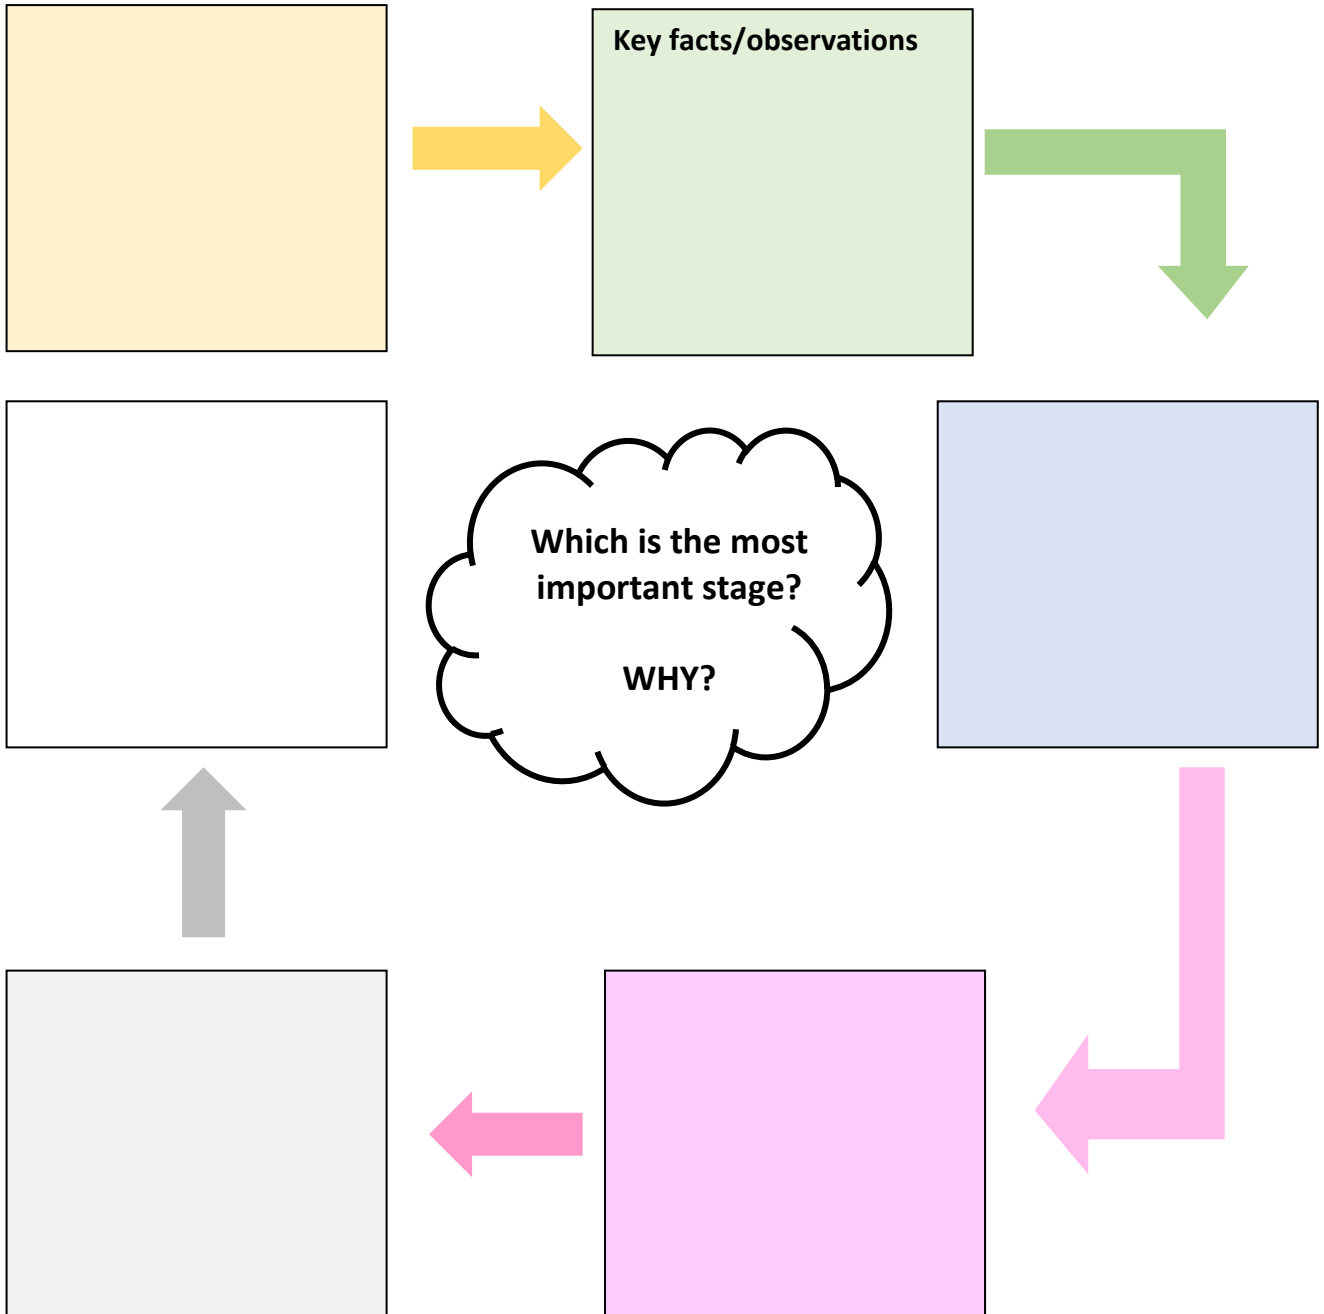 Key facts/observations
Which is the most
important stage?
WHY?